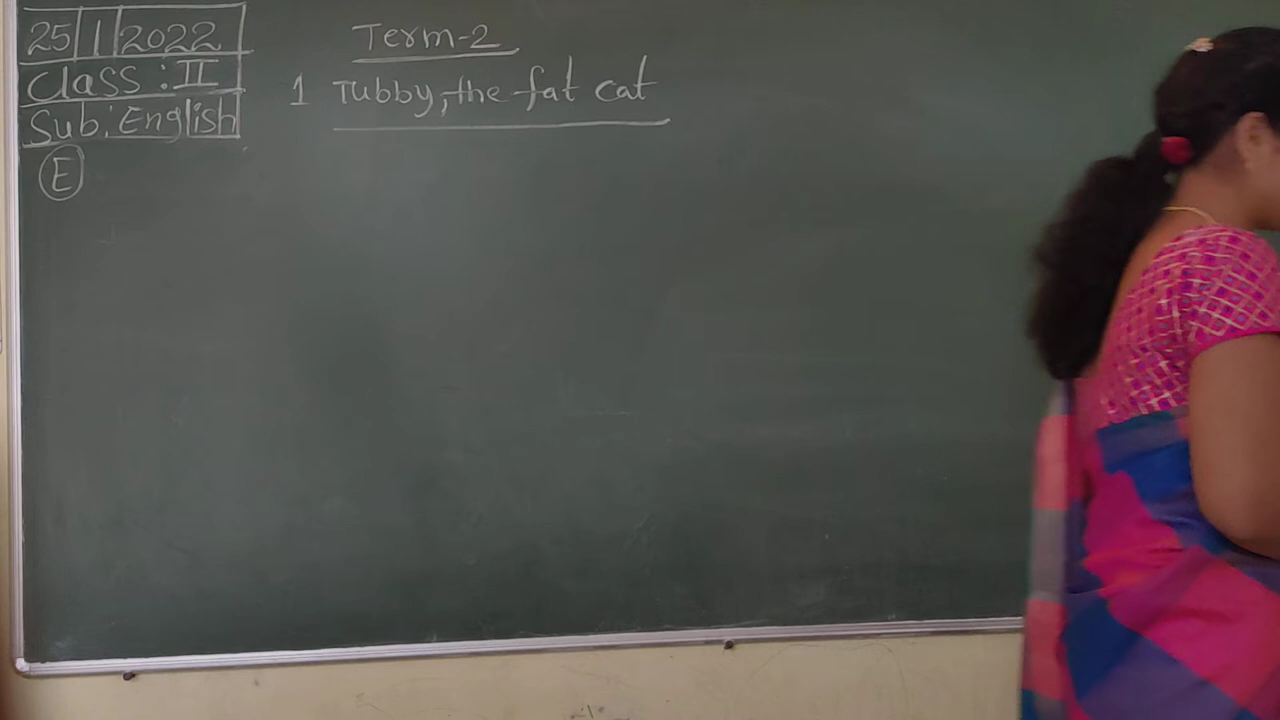 25/1/2022
Class : II
Sub: English
E
Term-2
1 Tubby, the fat cat